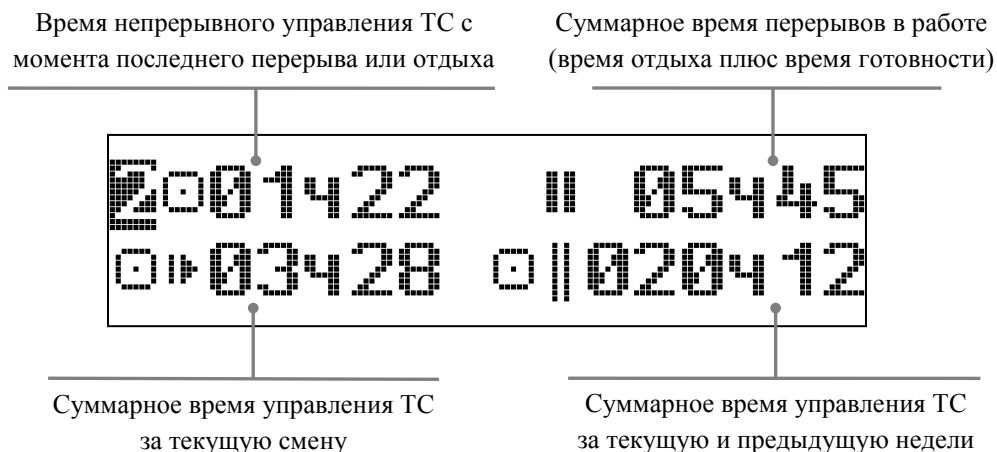 Время непрерывного управления ТС с
момента последнего перерыва или отдыха
Суммарное время перерывов в работе
(время отдыха плюс время готовности)
2 01ч22 05ч45
03ч28 020ч12
Суммарное время управления ТС
за текущую смену
Суммарное время управления ТС
за текущую и предыдущую недели